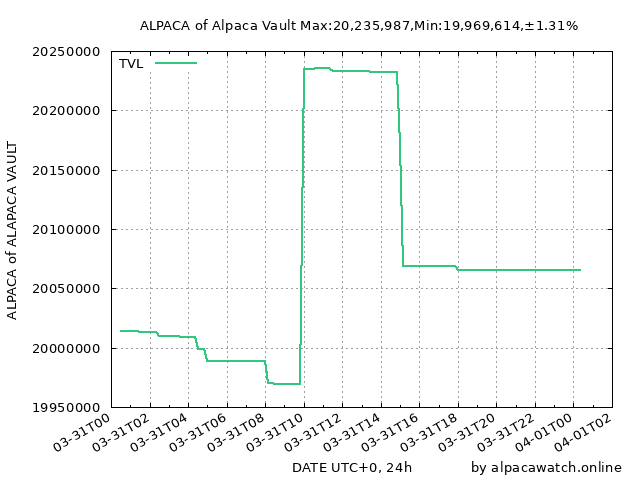 ALPACA of Alpaca Vault Max:20,235,987,Min:19,969,614,±1.31%
ALPACA of ALAPACA VAULT
TVL
20250000
20200000
20150000
20100000
20050000
20000000
19950000
03-31T00
03-31T02
03-31T04
03-31T06
03-31T08
03-31T10
03-31T12
03-31T14
03-31T16
03-31T18
03-31T20
03-31T22
04-01T00
04-01T02
DATE UTC+0, 24h
by alpacawatch.online